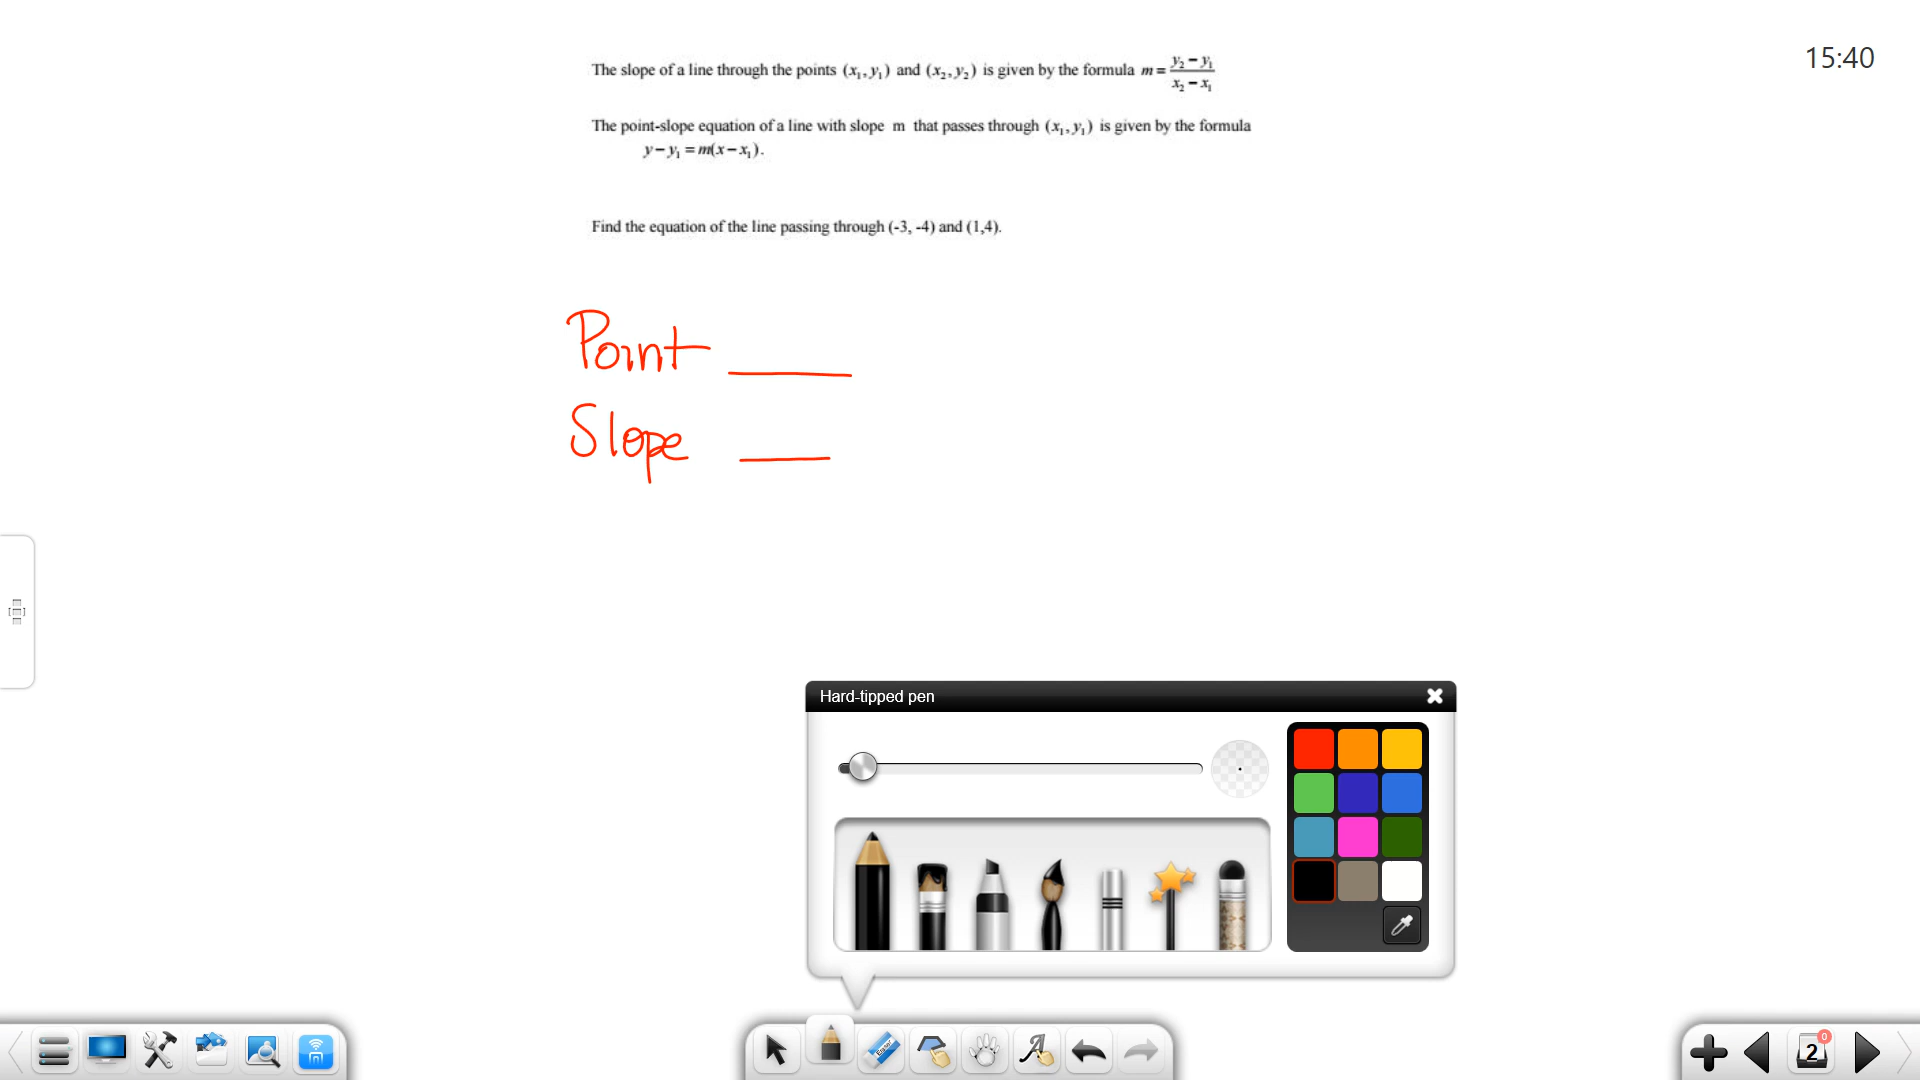 15:40
The slope of a line through the points (x₁, y₁) and (x₂, y₂) is given by the formula m = (y₂ − y₁)/(x₂ − x₁)
The point-slope equation of a line with slope m that passes through (x₁, y₁) is given by the formula
y − y₁ = m(x − x₁).
Find the equation of the line passing through (-3, -4) and (1,4).
Point ____
Slope ____
Hard-tipped pen
Eraser
A
2
0